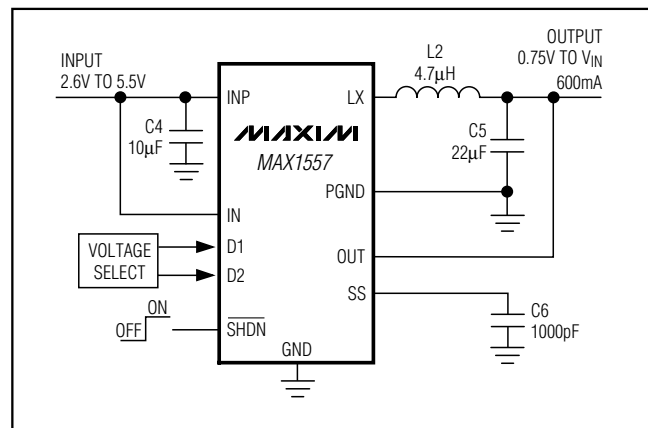 INPUT
2.6V TO 5.5V
OUTPUT
0.75V TO VIN
600mA
L2
4.7μH
INP
LX
C4
10μF
MAXIM
MAX1557
C5
22μF
PGND
IN
VOLTAGE
SELECT
D1
D2
OUT
SS
ON
OFF
SHDN
GND
C6
1000pF